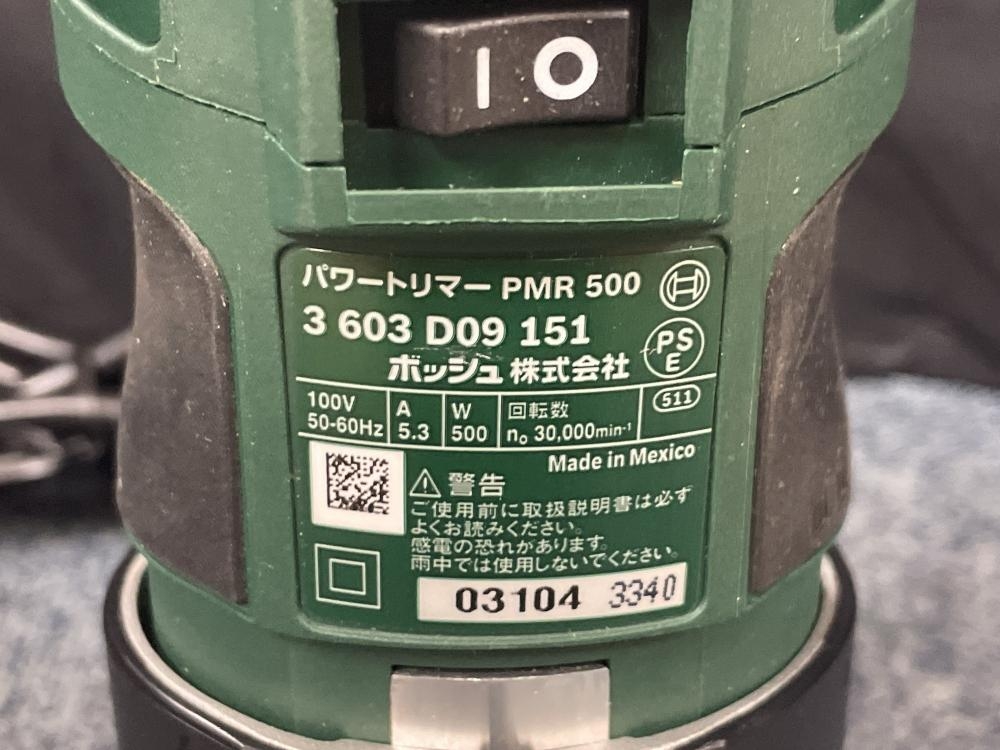 I O
パワートリマー PMR 500
3 603 D09 151
PS
E
ボッシュ 株式会社
511
100V
50-60Hz
A
5.3
W
500
回転数
n₀ 30,000min⁻¹
Made in Mexico
警告
ご使用前に取扱説明書は必ず
よくお読みください。
感電の恐れがあります。
雨中では使用しないでください。
03104 3340